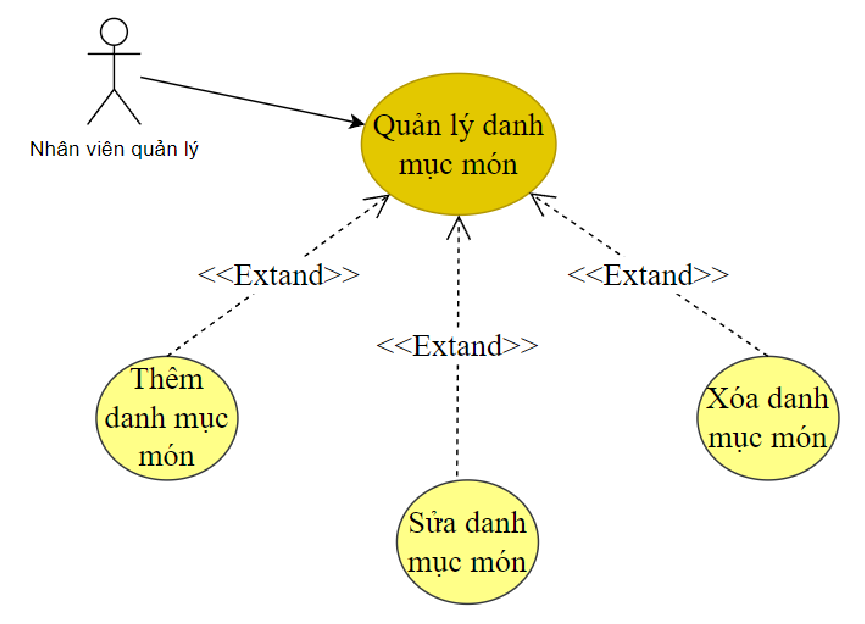 Nhân viên quản lý
Quản lý danh
mục món
<<Extand>>
<<Extand>>
<<Extand>>
Thêm
danh mục
món
Xóa danh
mục món
Sửa danh
mục món